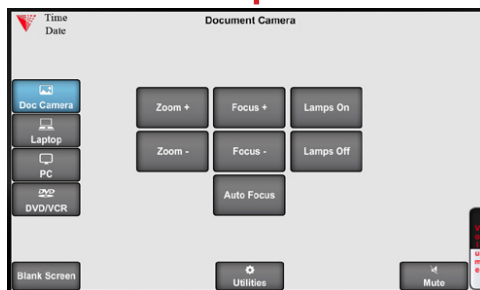 Time
Date
Document Camera
Doc Camera
Zoom +
Focus +
Lamps On
Laptop
Zoom -
Focus -
Lamps Off
PC
Auto Focus
DVD
DVD/VCR
Blank Screen
Utilities
Mute